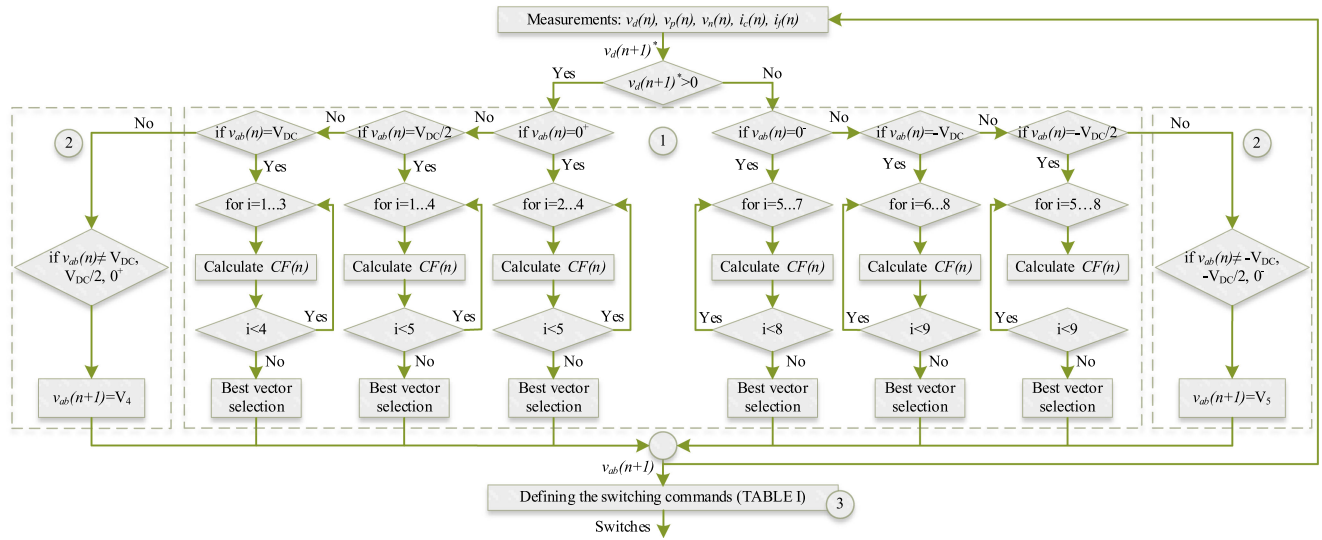 Measurements: v_d(n), v_p(n), v_n(n), i_c(n), i_f(n)
v_d(n+1)^*
Yes
v_d(n+1)^*>0
No
No
if v_ab(n)=V_DC
No
if v_ab(n)=V_DC/2
No
if v_ab(n)=0^+
1
if v_ab(n)=0^-
No
if v_ab(n)=-V_DC
No
if v_ab(n)=-V_DC/2
No
2
2
Yes
Yes
Yes
Yes
Yes
Yes
for i=1...3
for i=1...4
for i=2...4
for i=5...7
for i=6...8
for i=5…8
if v_ab(n)≠ V_DC,
V_DC/2, 0^+
Calculate CF(n)
Calculate CF(n)
Calculate CF(n)
Calculate CF(n)
Calculate CF(n)
Calculate CF(n)
if v_ab(n)≠ -V_DC,
-V_DC/2, 0^-
i<4
Yes
i<5
Yes
i<5
Yes
Yes
i<8
Yes
i<9
Yes
i<9
No
No
No
No
No
No
v_ab(n+1)=V_4
Best vector
selection
Best vector
selection
Best vector
selection
Best vector
selection
Best vector
selection
Best vector
selection
v_ab(n+1)=V_5
v_ab(n+1)
Defining the switching commands (TABLE I)
3
Switches